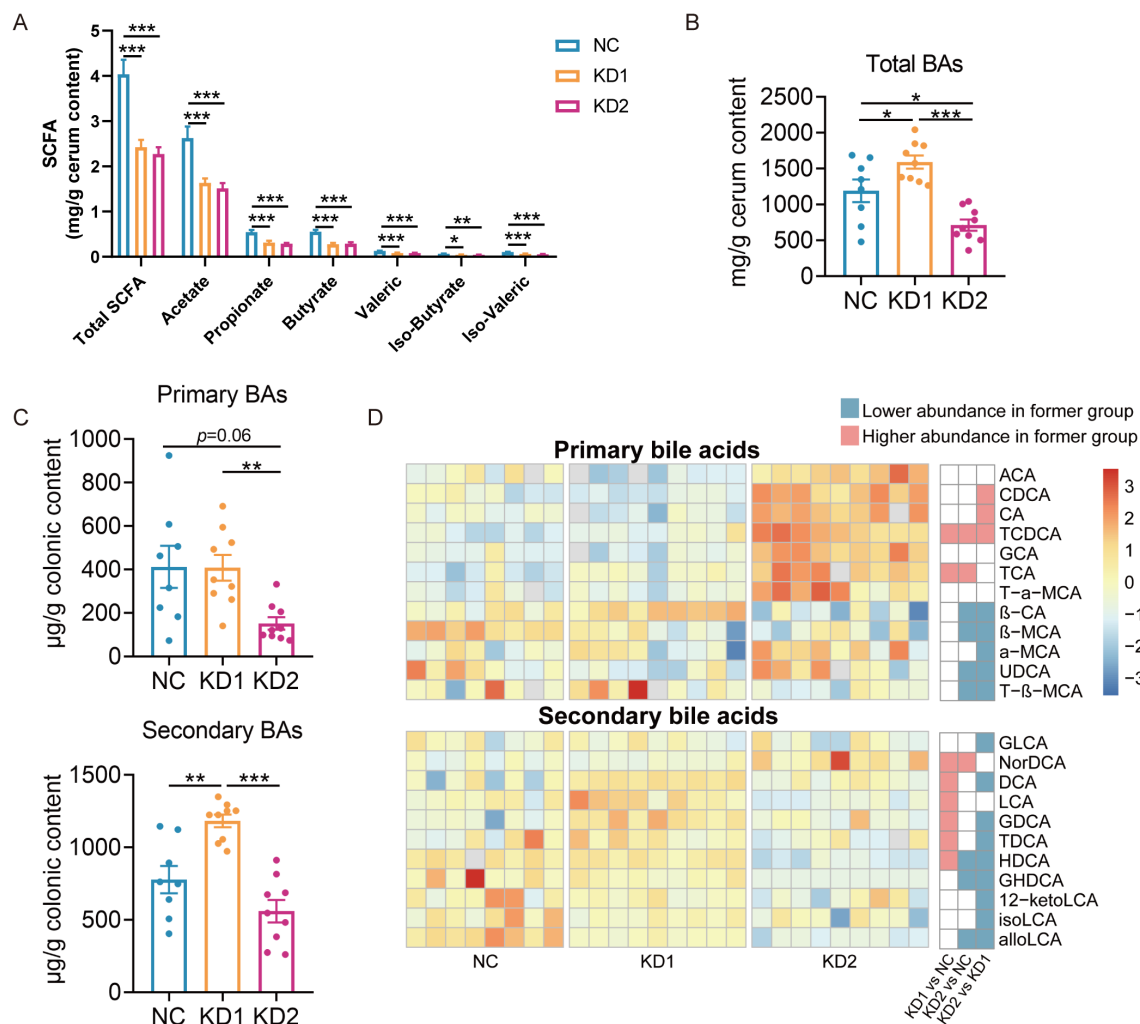 A
SCFA
(mg/g cerum content)
5
4
3
2
1
0
***
***
***
***
***
***
***
***
***
***
**
*
***
***
Total SCFA
Acetate
Propionate
Butyrate
Valeric
Iso-Butyrate
Iso-Valeric
NC
KD1
KD2
B
Total BAs
mg/g cerum content
2500
2000
1500
1000
500
0
*
*
***
NC KD1 KD2
C
Primary BAs
µg/g colonic content
1000
800
600
400
200
0
p=0.06
**
NC KD1 KD2
Secondary BAs
µg/g colonic content
1500
1000
500
0
**
***
NC KD1 KD2
D
Lower abundance in former group
Higher abundance in former group
Primary bile acids
ACA
CDCA
CA
TCDCA
GCA
TCA
T-a-MCA
ß-CA
ß-MCA
a-MCA
UDCA
T-ß-MCA
3
2
1
0
-1
-2
-3
Secondary bile acids
GLCA
NorDCA
DCA
LCA
GDCA
TDCA
HDCA
GHDCA
12-ketoLCA
isoLCA
alloLCA
NC KD1 KD2
KD1 vs NC
KD2 vs NC
KD2 vs KD1